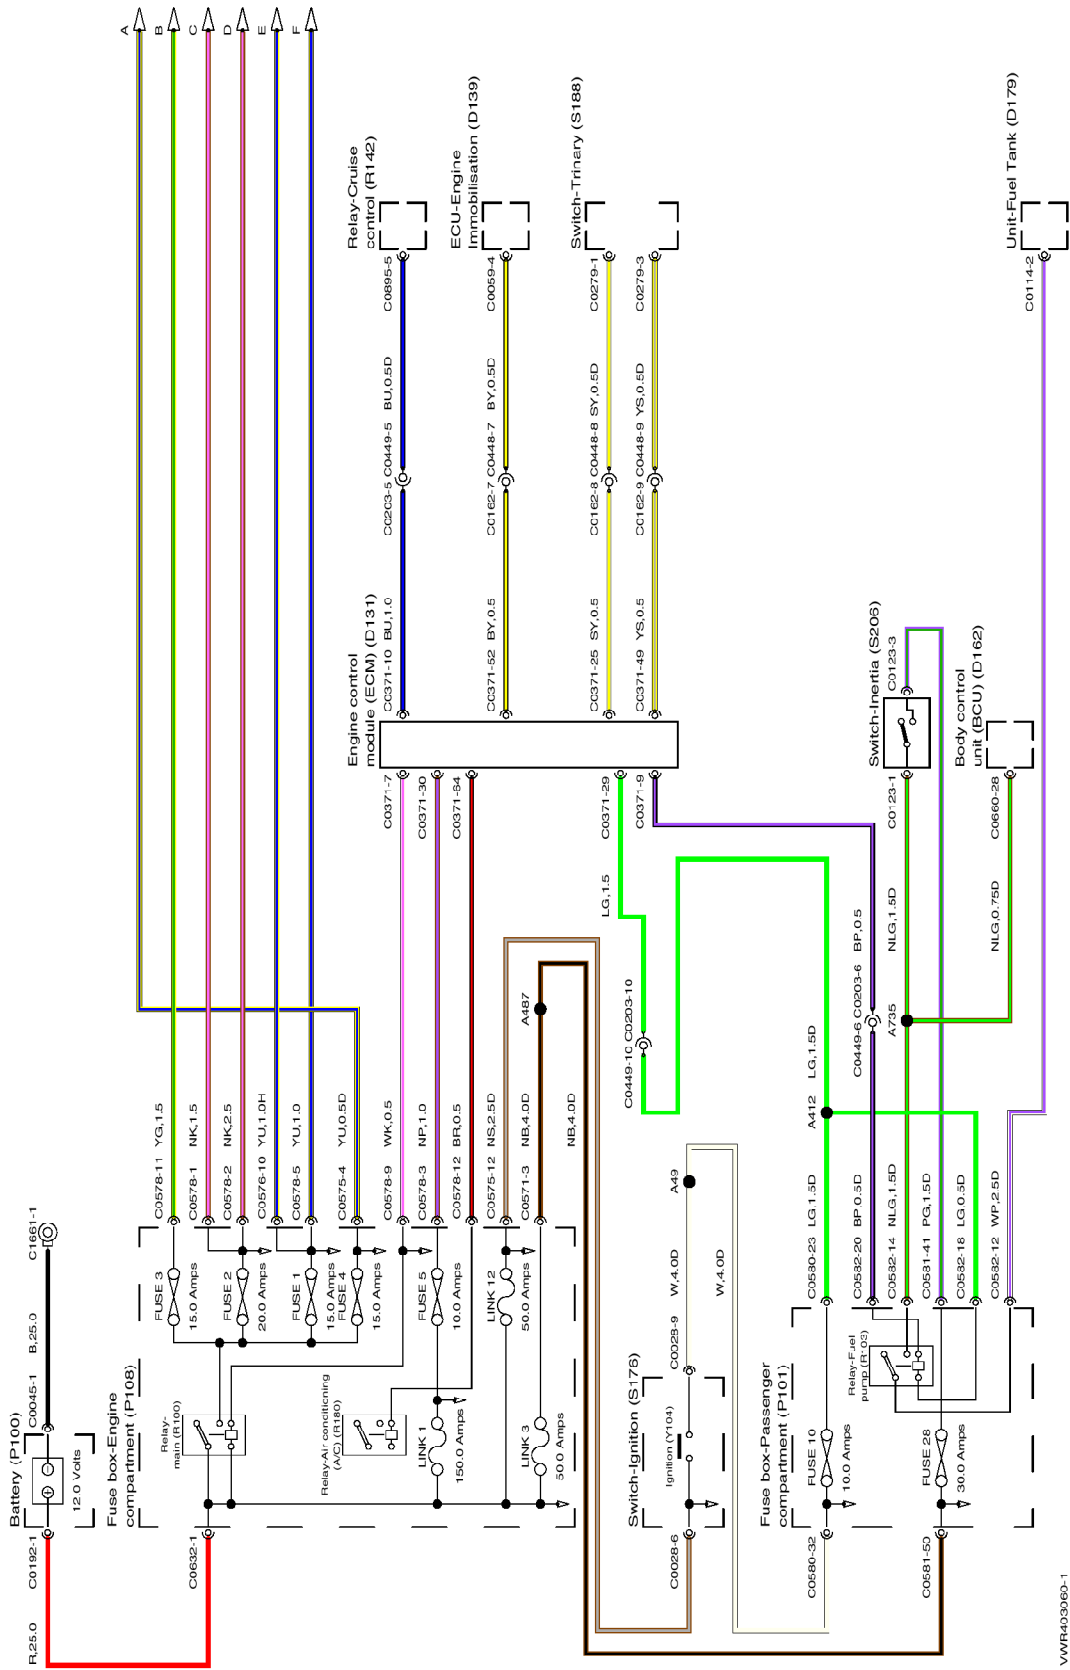 A
B
C
D
E
F
Relay-Cruise
control (R142)
ECU-Engine
Immobilisation (D139)
Switch-Trinary (S188)
Unit-Fuel Tank (D179)
C0895-5
C0059-4
C0279-1
C0279-3
C0114-2
BU,0.5D
BY,0.5D
SY,0.5D
YS,0.5D
C0449-5
C0448-7
C0448-8
C0448-9
C0203-5
C0162-7
C0162-8
C0162-9
BU,1.0
BY,0.5
SY,0.5
YS,0.5
C0371-10
C0371-52
C0371-25
C0371-49
Engine control
module (ECM) (D131)
Switch-Inertia (S206)
C0123-3
Body control
unit (BCU) (D162)
C0371-7
C0371-30
C0371-54
C0371-29
C0371-9
C0123-1
C0660-28
LG,1.5
BP,0.5
NLG,1.5D
NLG,0.75D
A487
C0203-10
C0449-10
C0203-6
C0449-6
A735
LG,1.5D
A412
YG,1.5
NK,1.5
NK,2.5
YU,1.0H
YU,1.0
YU,0.5D
WK,0.5
NP,1.0
BR,0.5
NS,2.5D
NB,4.0D
NB,4.0D
C0578-11
C0578-1
C0578-2
C0576-10
C0578-5
C0575-4
C0578-9
C0578-3
C0578-12
C0575-12
C0571-3
A49
W,4.0D
W,4.0D
LG,1.5D
BP,0.5D
NLG,1.5D
PG,1.5D
LG,0.5D
WP,2.5D
C0580-23
C0582-20
C0582-14
C0581-41
C0582-18
C0582-12
C1661-1
B,25.0
C0045-1
Battery (P100)
12.0 Volts
C0192-1
R,25.0
Fuse box-Engine
compartment (P108)
FUSE 3
15.0 Amps
FUSE 2
20.0 Amps
FUSE 1
15.0 Amps
FUSE 4
15.0 Amps
FUSE 5
10.0 Amps
LINK 12
50.0 Amps
Relay-
main (R100)
Relay-Air conditioning
(A/C) (R180)
LINK 1
150.0 Amps
LINK 3
50.0 Amps
C0632-1
C0028-9
Switch-Ignition (S176)
Ignition (Y104)
C0028-6
Fuse box-Passenger
compartment (P101)
Relay-Fuel
pump (R103)
FUSE 10
10.0 Amps
FUSE 28
30.0 Amps
C0580-32
C0581-50
VWR403060-1